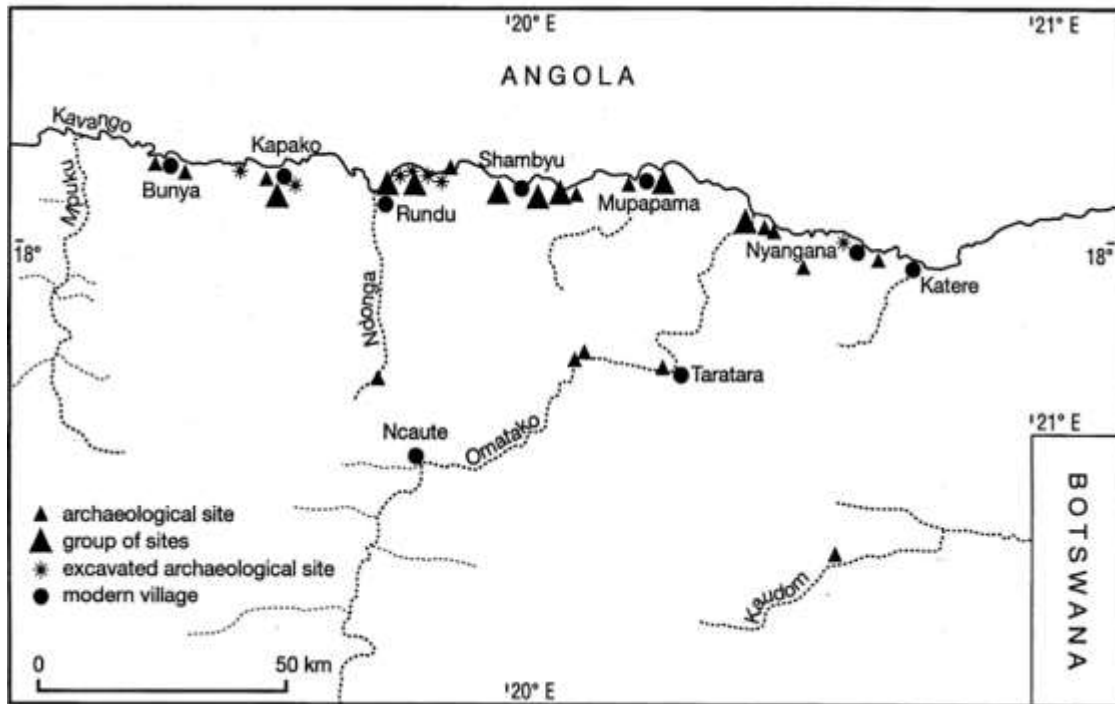 20° E
21° E
ANGOLA
Kavango
Kapako
Shambyu
Bunya
Mpuku
Rundu
Mupapama
18°
Nyangana
18°
Katere
Ndonga
Taratara
Ncaute
Omatako
21° E
BOTSWANA
archaeological site
group of sites
excavated archaeological site
modern village
Kaudom
0
50 km
20° E